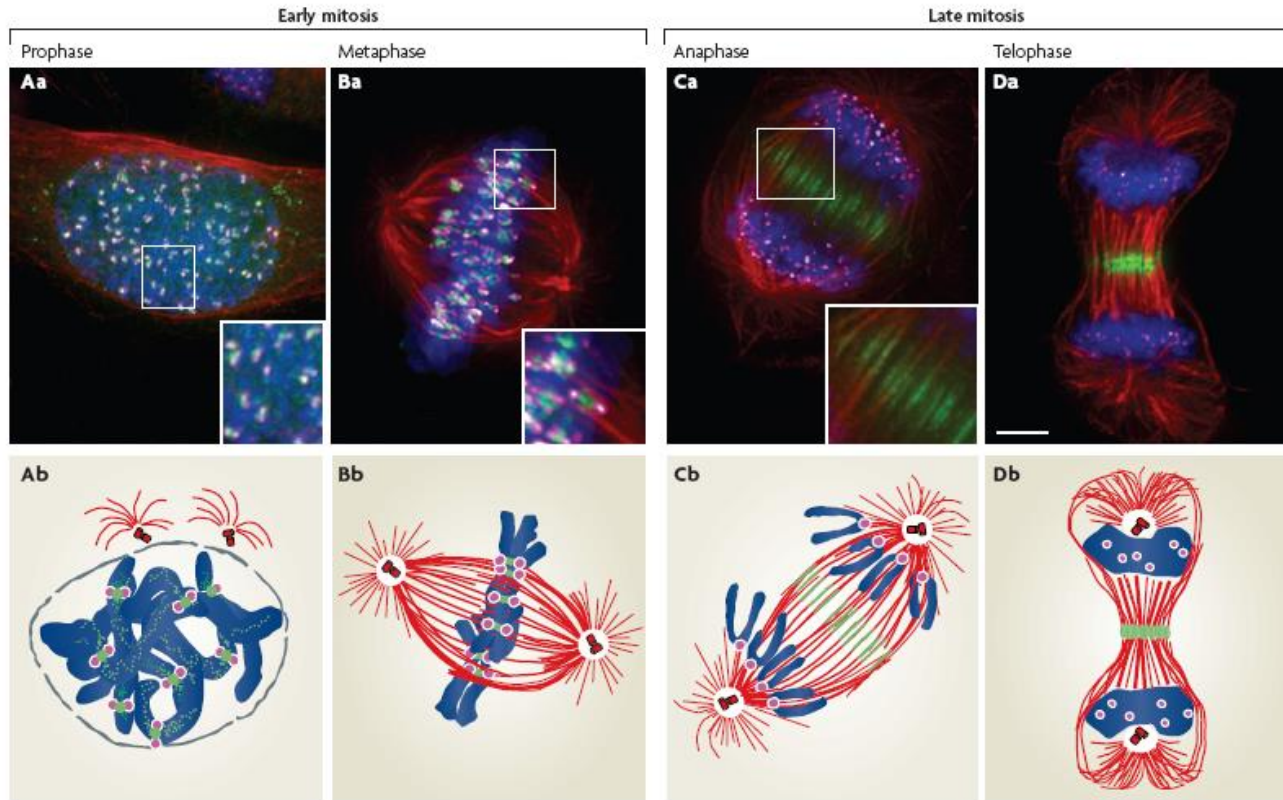 Early mitosis
Late mitosis
Prophase
Metaphase
Anaphase
Telophase
Aa
Ba
Ca
Da
Ab
Bb
Cb
Db